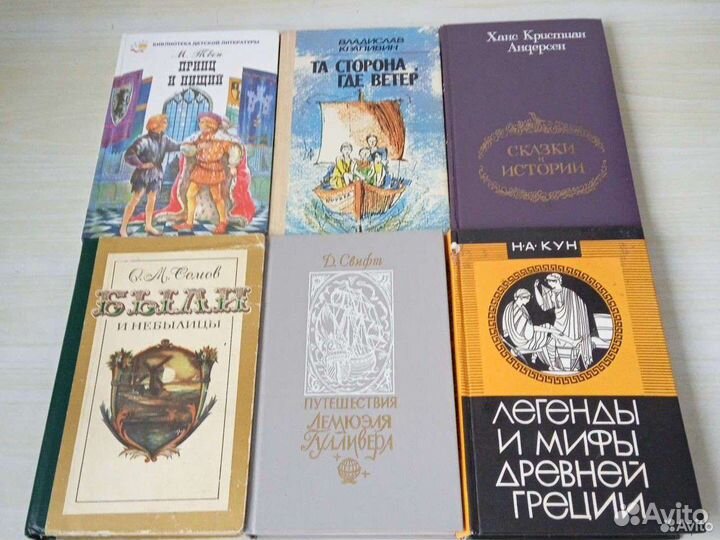 БИБЛИОТЕКА ДЕТСКОЙ ЛИТЕРАТУРЫ
М. Твен
ПРИНЦ
И НИЩИЙ
ВЛАДИСЛАВ
КРАПИВИН
ТА СТОРОНА,
ГДЕ ВЕТЕР
Ханс Кристиан
Андерсен
СКАЗКИ
И
ИСТОРИИ
О. М. Сомов
БЫЛИ
И НЕБЫЛИЦЫ
Д. Свифт
ПУТЕШЕСТВИЯ
ЛЕМЮЭЛЯ
ГУЛЛИВЕРА
Н·А·КУН
ЛЕГЕНДЫ
И МИФЫ
ДРЕВНЕЙ
ГРЕЦИИ
Avito